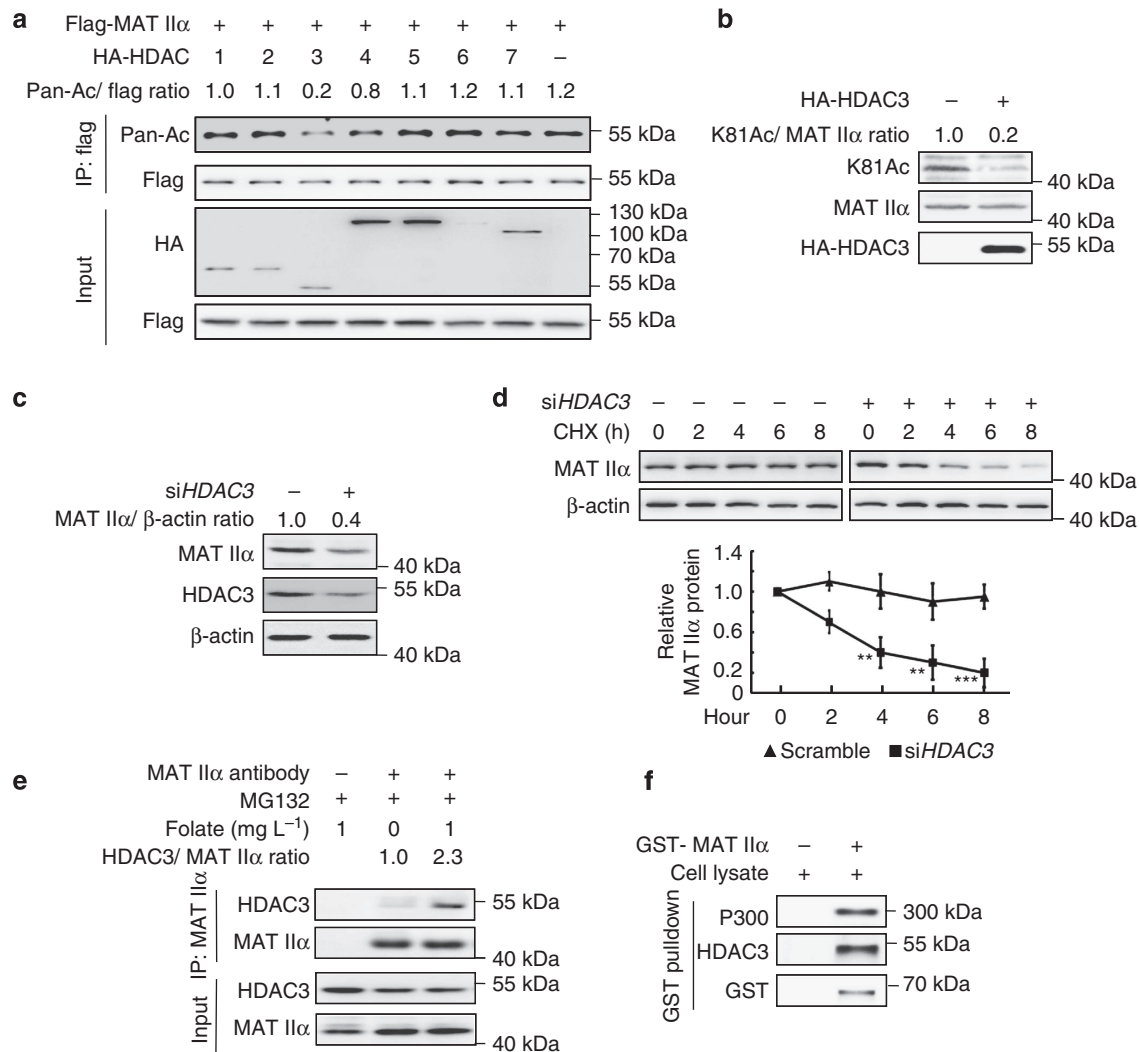 a
Flag-MAT IIα + + + + + + + +
HA-HDAC 1 2 3 4 5 6 7 –
Pan-Ac/ flag ratio 1.0 1.1 0.2 0.8 1.1 1.2 1.1 1.2
IP: flag
Pan-Ac 55 kDa
Flag 55 kDa
Input
HA 130 kDa
100 kDa
70 kDa
55 kDa
Flag 55 kDa
b
HA-HDAC3 – +
K81Ac/ MAT IIα ratio 1.0 0.2
K81Ac 40 kDa
MAT IIα 40 kDa
HA-HDAC3 55 kDa
c
siHDAC3 – +
MAT IIα/ β-actin ratio 1.0 0.4
MAT IIα 40 kDa
HDAC3 55 kDa
β-actin 40 kDa
d
siHDAC3 – – – – – + + + + +
CHX (h) 0 2 4 6 8 0 2 4 6 8
MAT IIα 40 kDa
β-actin 40 kDa
Relative
MAT IIα protein
1.4
1.0
0.6
0.2
0
** ** ***
Hour 0 2 4 6 8
▲ Scramble ■ siHDAC3
e
MAT IIα antibody – + +
MG132 + + +
Folate (mg L⁻¹) 1 0 1
HDAC3/ MAT IIα ratio 1.0 2.3
IP: MAT IIα
HDAC3 55 kDa
MAT IIα 40 kDa
Input
HDAC3 55 kDa
MAT IIα 40 kDa
f
GST- MAT IIα – +
Cell lysate + +
GST pulldown
P300 300 kDa
HDAC3 55 kDa
GST 70 kDa